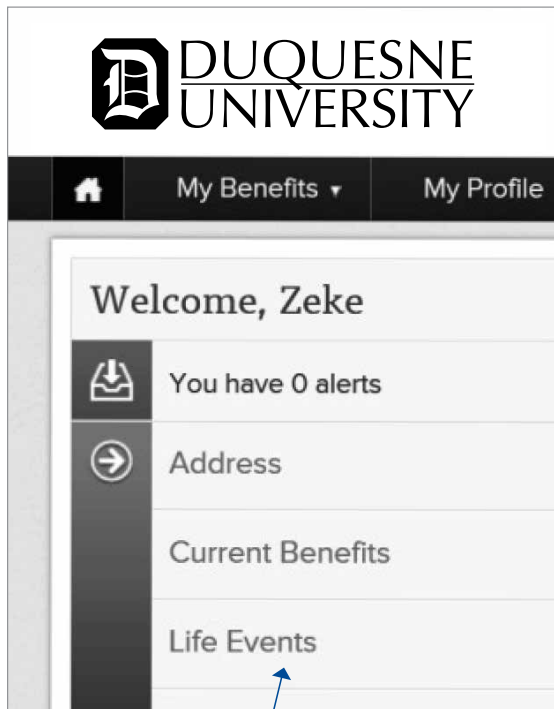 DUQUESNE
UNIVERSITY
My Benefits ▾ My Profile
Welcome, Zeke
You have 0 alerts
Address
Current Benefits
Life Events